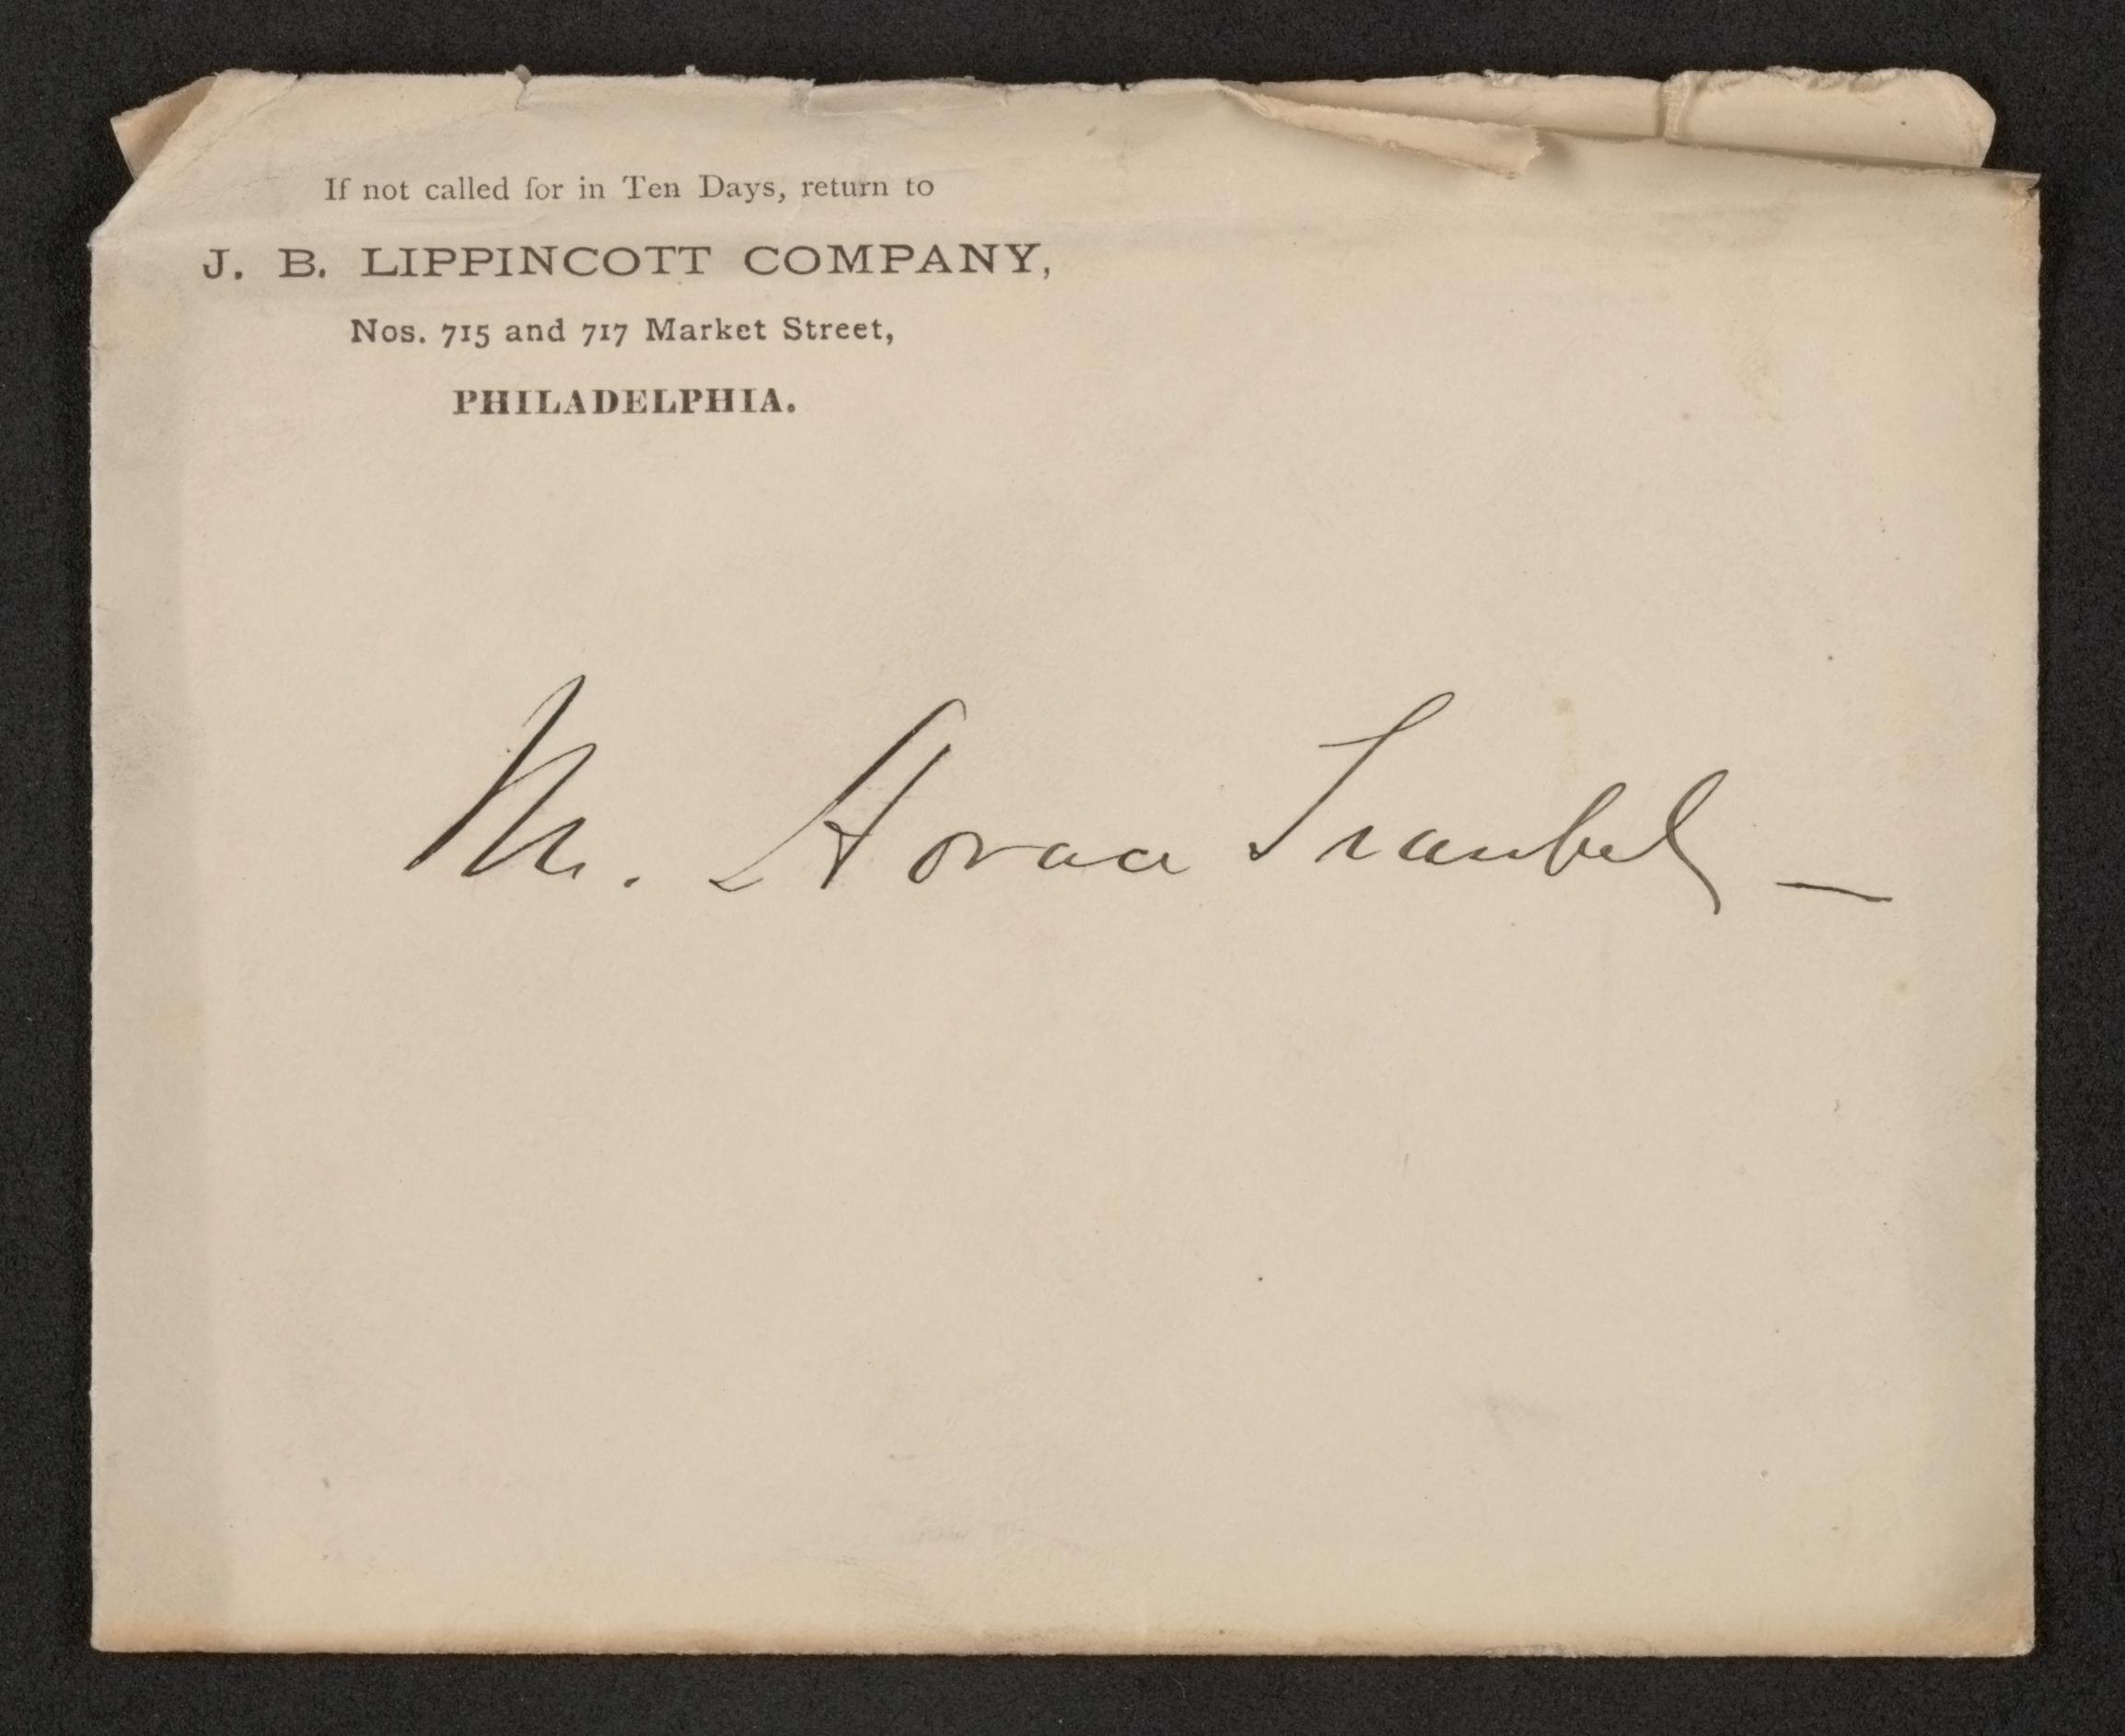 If not called for in Ten Days, return to
J. B. LIPPINCOTT COMPANY,
Nos. 715 and 717 Market Street,
PHILADELPHIA.
Mr. Horace Traubel —